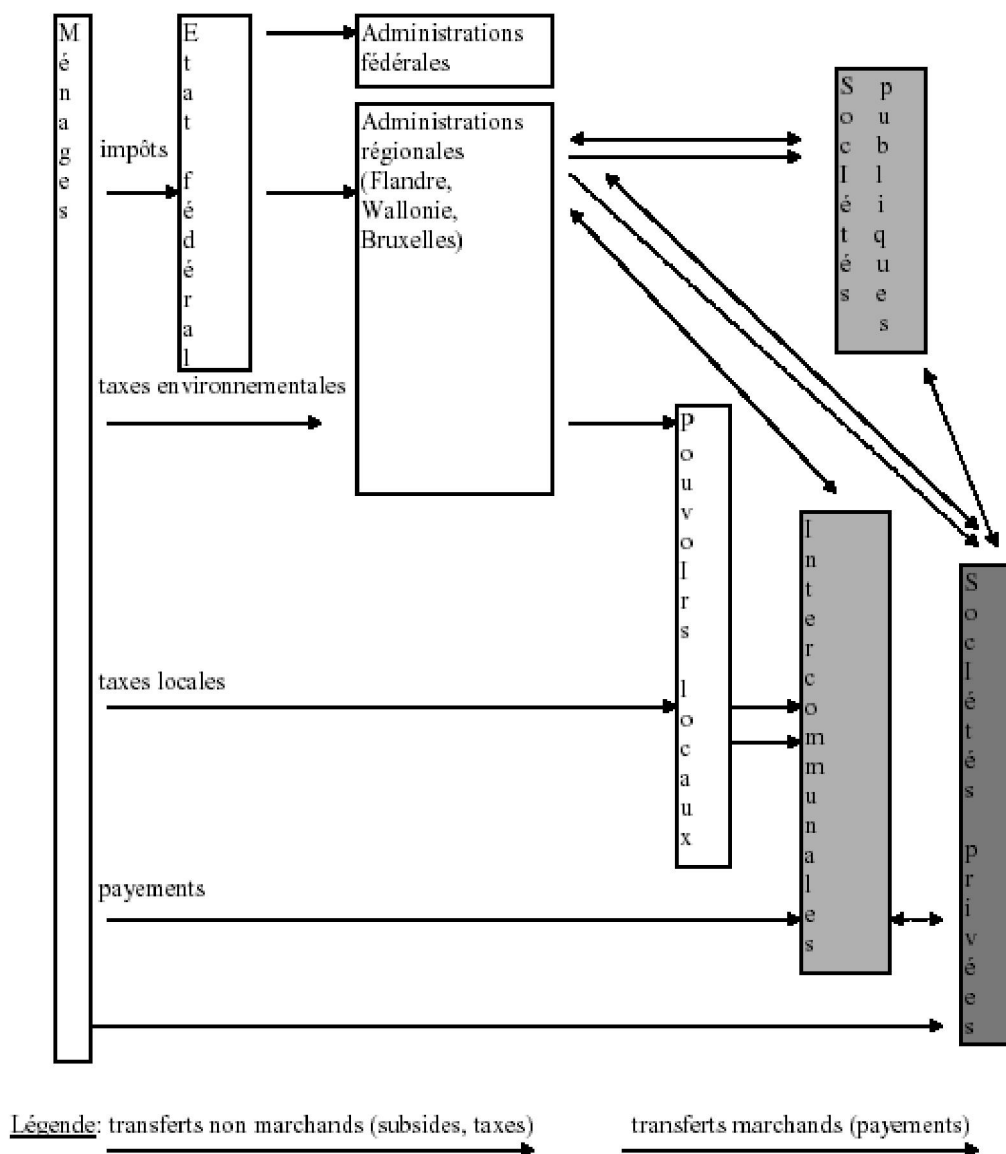 Ménages
impôts
Etat fédéral
Administrations
fédérales
Administrations
régionales
(Flandre,
Wallonie,
Bruxelles)
SocIétés
publiques
taxes environnementales
PouvoIrs locaux
Intercommunales
SocIétés privées
taxes locales
payements
Légende: transferts non marchands (subsides, taxes)
transferts marchands (payements)